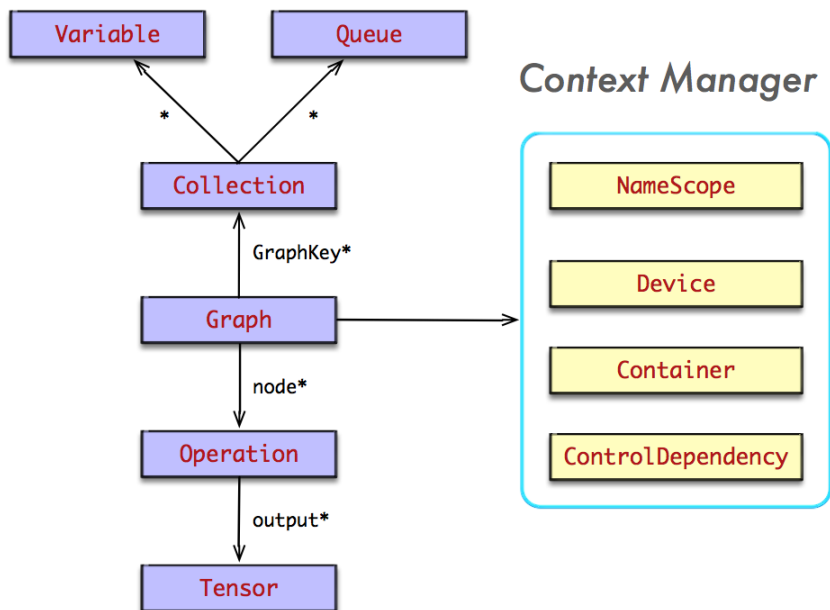 Variable
Queue
Context Manager
*
*
Collection
NameScope
GraphKey*
Device
Graph
Container
node*
Operation
ControlDependency
output*
Tensor